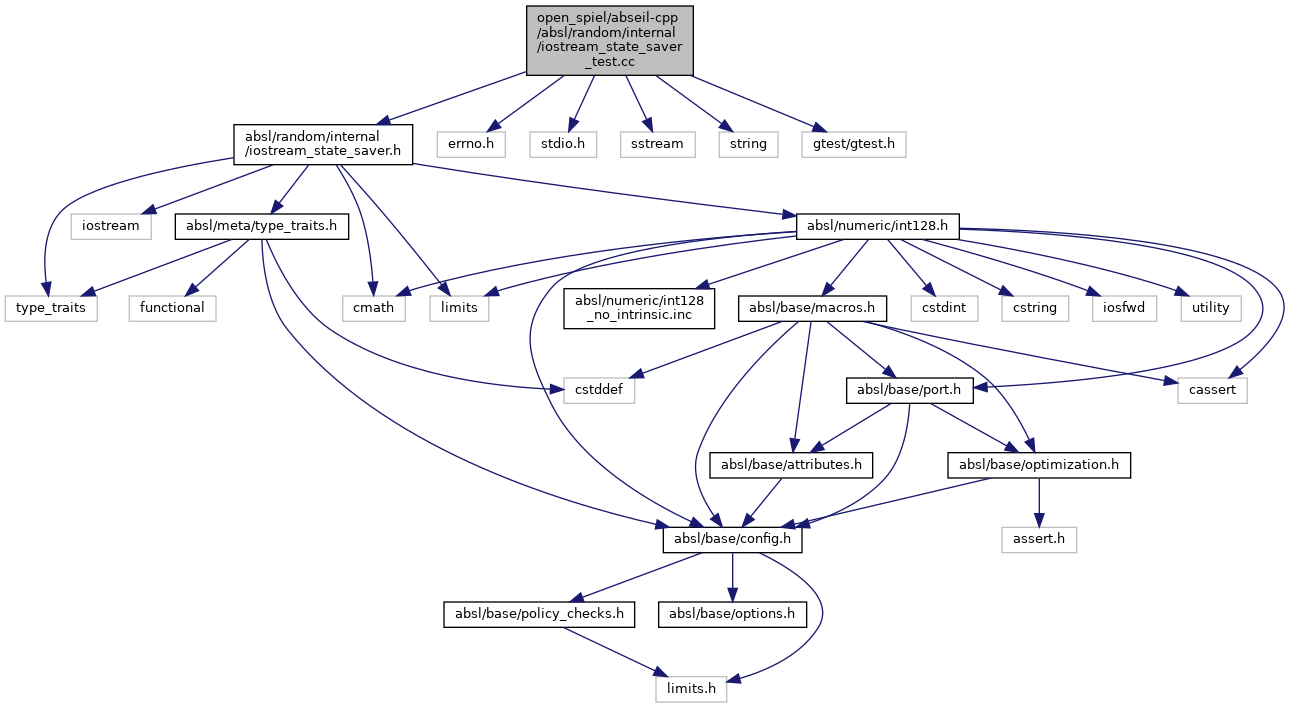 open_spiel/abseil-cpp
/absl/random/internal
/iostream_state_saver
_test.cc
absl/random/internal
/iostream_state_saver.h
errno.h
stdio.h
sstream
string
gtest/gtest.h
iostream
absl/meta/type_traits.h
absl/numeric/int128.h
type_traits
functional
cmath
limits
absl/numeric/int128
_no_intrinsic.inc
absl/base/macros.h
cstdint
cstring
iosfwd
utility
cstddef
absl/base/port.h
cassert
absl/base/attributes.h
absl/base/optimization.h
absl/base/config.h
assert.h
absl/base/policy_checks.h
absl/base/options.h
limits.h